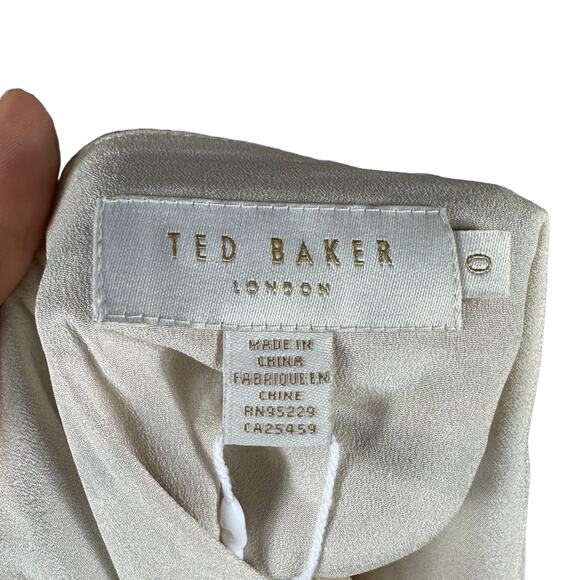 TED BAKER
LONDON
0
MADE IN
CHINA
FABRIQUE EN
CHINE
RN95229
CA25459